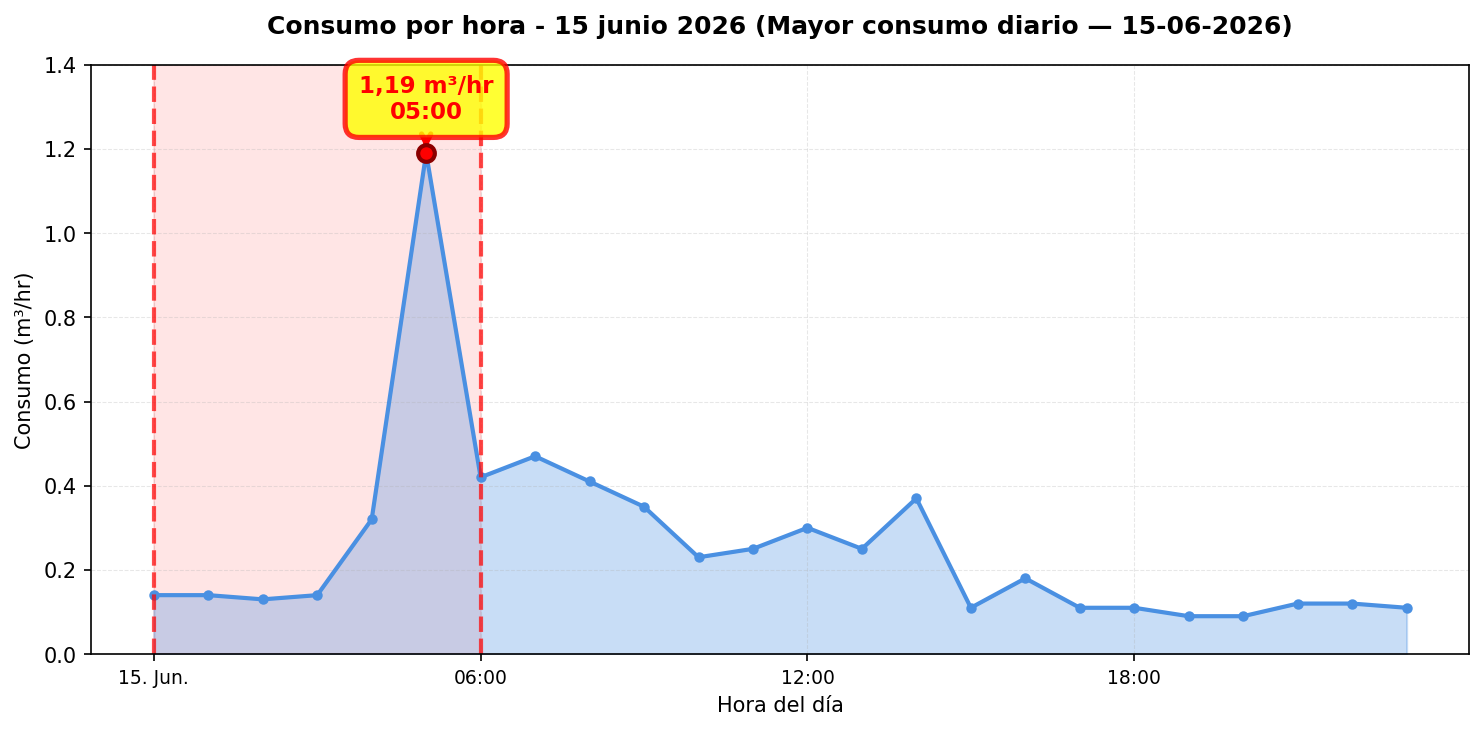 Consumo por hora - 15 junio 2026 (Mayor consumo diario — 15-06-2026)
1,19 m³/hr
05:00
Consumo (m³/hr)
1.4
1.2
1.0
0.8
0.6
0.4
0.2
0.0
15. Jun.
06:00
12:00
18:00
Hora del día